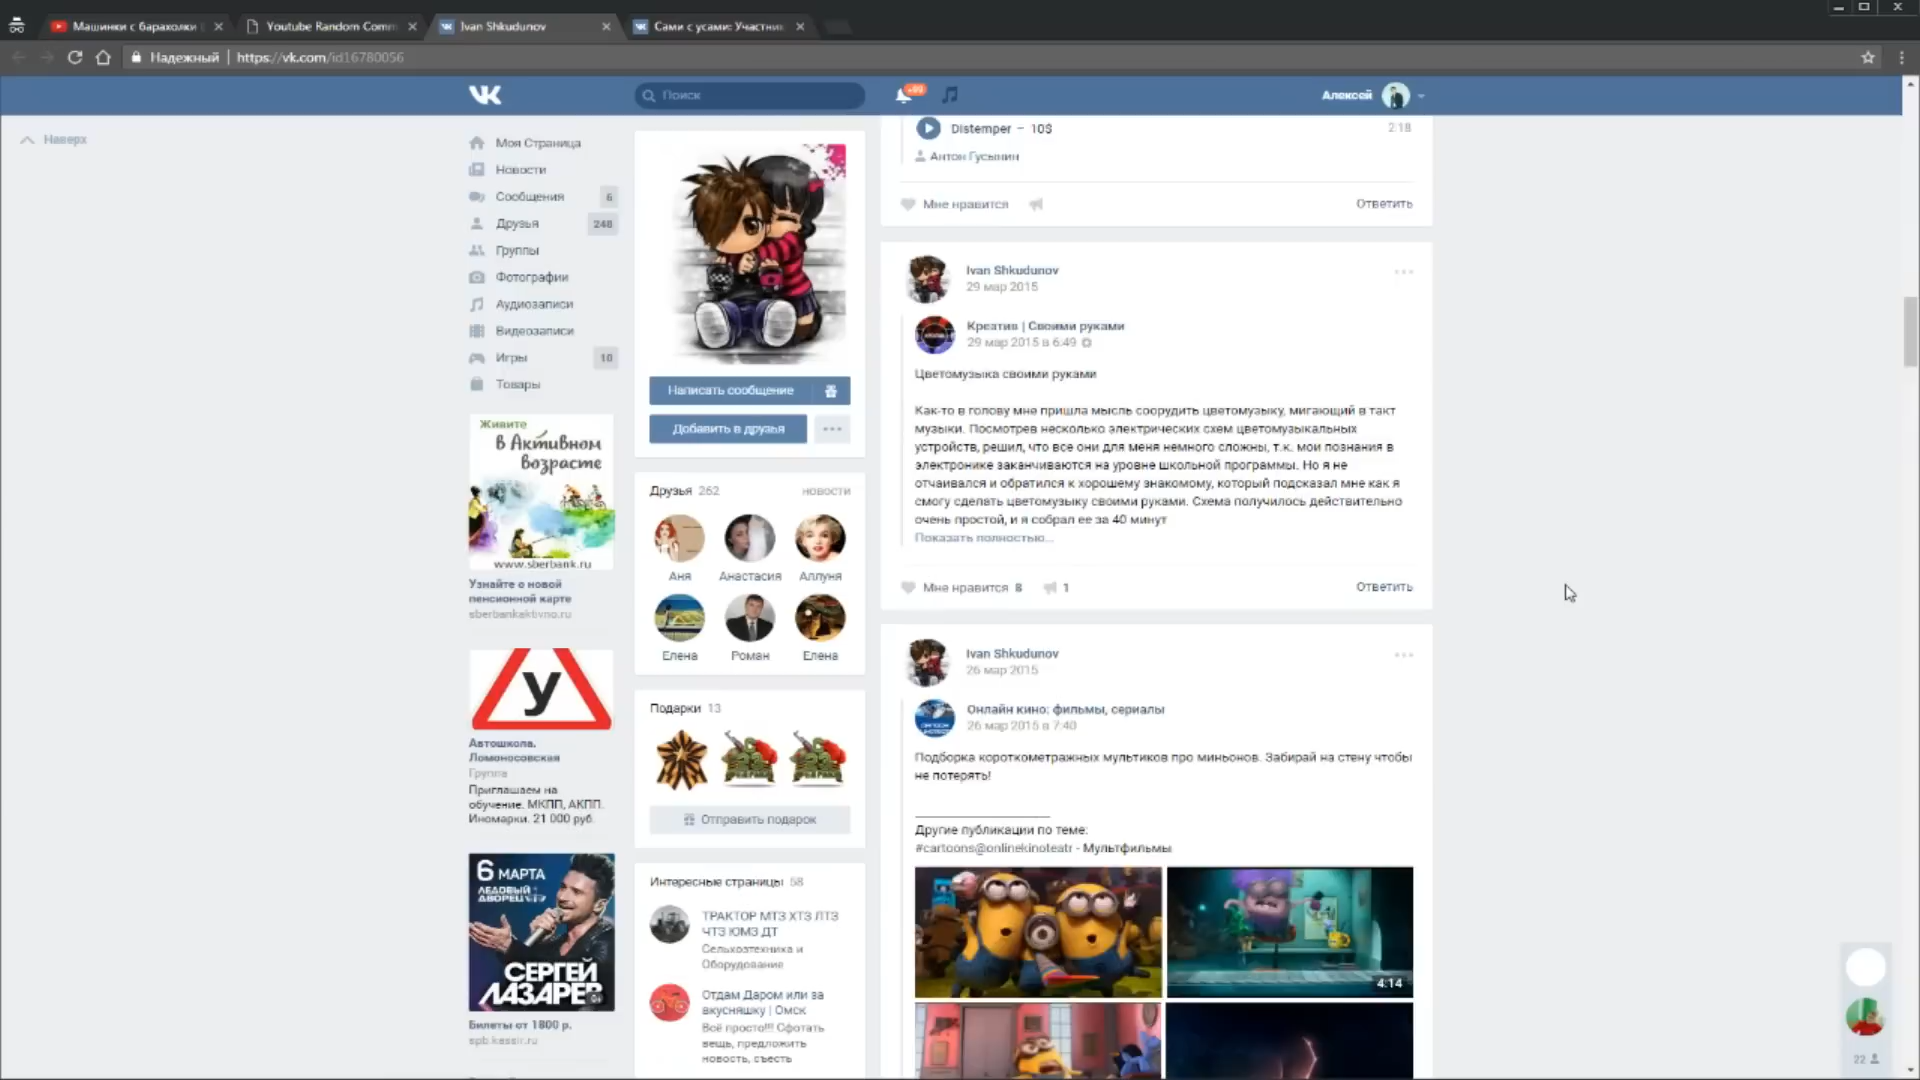 Машинки с барахолки
Youtube Random Comm
Ivan Shkudunov
Сами с усами: Участни
Надежный
https://vk.com/id16780056
Поиск
+99
Алексей
Наверх
Моя Страница
Новости
Сообщения 6
Друзья 248
Группы
Фотографии
Аудиозаписи
Видеозаписи
Игры 10
Товары
Живите
в Активном
возрасте
www.sberbank.ru
Узнайте о новой
пенсионной карте
sberbankaktivno.ru
У
Автошкола.
Ломоносовская
Группа
Приглашаем на
обучение. МКПП, АКПП.
Иномарки. 21 000 руб.
6 МАРТА
ЛЕДОВЫЙ
ДВОРЕЦ
СЕРГЕЙ
ЛАЗАРЕВ
Билеты от 1800 р.
spb.kassir.ru
Написать сообщение
Добавить в друзья
Друзья 262
новости
Аня
Анастасия
Аллуня
Елена
Роман
Елена
Подарки 13
Отправить подарок
Интересные страницы 58
ТРАКТОР МТЗ ХТЗ ЛТЗ
ЧТЗ ЮМЗ ДТ
Сельхозтехника и
Оборудование
Отдам Даром или за
вкусняшку | Омск
Всё просто!!! Сфотать
вещь, предложить
новость, съесть
Distemper – 10$
2:18
Антон Гусынин
Мне нравится
Ответить
Ivan Shkudunov
29 мар 2015
Креатив | Своими руками
29 мар 2015 в 6:49
Цветомузыка своими руками
Как-то в голову мне пришла мысль соорудить цветомузыку, мигающий в такт
музыки. Посмотрев несколько электрических схем цветомузыкальных
устройств, решил, что все они для меня немного сложны, т.к. мои познания в
электронике заканчиваются на уровне школьной программы. Но я не
отчаивался и обратился к хорошему знакомому, который подсказал мне как я
смогу сделать цветомузыку своими руками. Схема получилось действительно
очень простой, и я собрал ее за 40 минут
Показать полностью...
Мне нравится 8
1
Ответить
Ivan Shkudunov
26 мар 2015
Онлайн кино: фильмы, сериалы
26 мар 2015 в 7:40
Подборка короткометражных мультиков про миньонов. Забирай на стену чтобы
не потерять!
Другие публикации по теме:
#cartoons@onlinekinoteatr - Мультфильмы
4:14
22